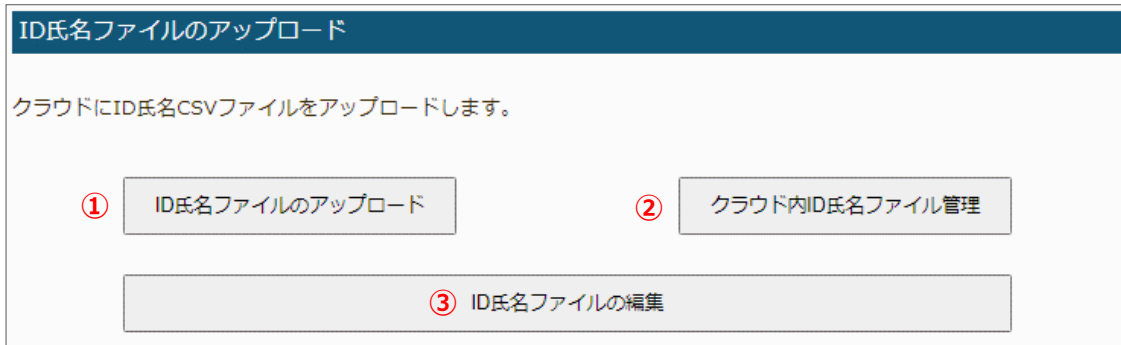 ID氏名ファイルのアップロード
クラウドにID氏名CSVファイルをアップロードします。
① ID氏名ファイルのアップロード
② クラウド内ID氏名ファイル管理
③ ID氏名ファイルの編集